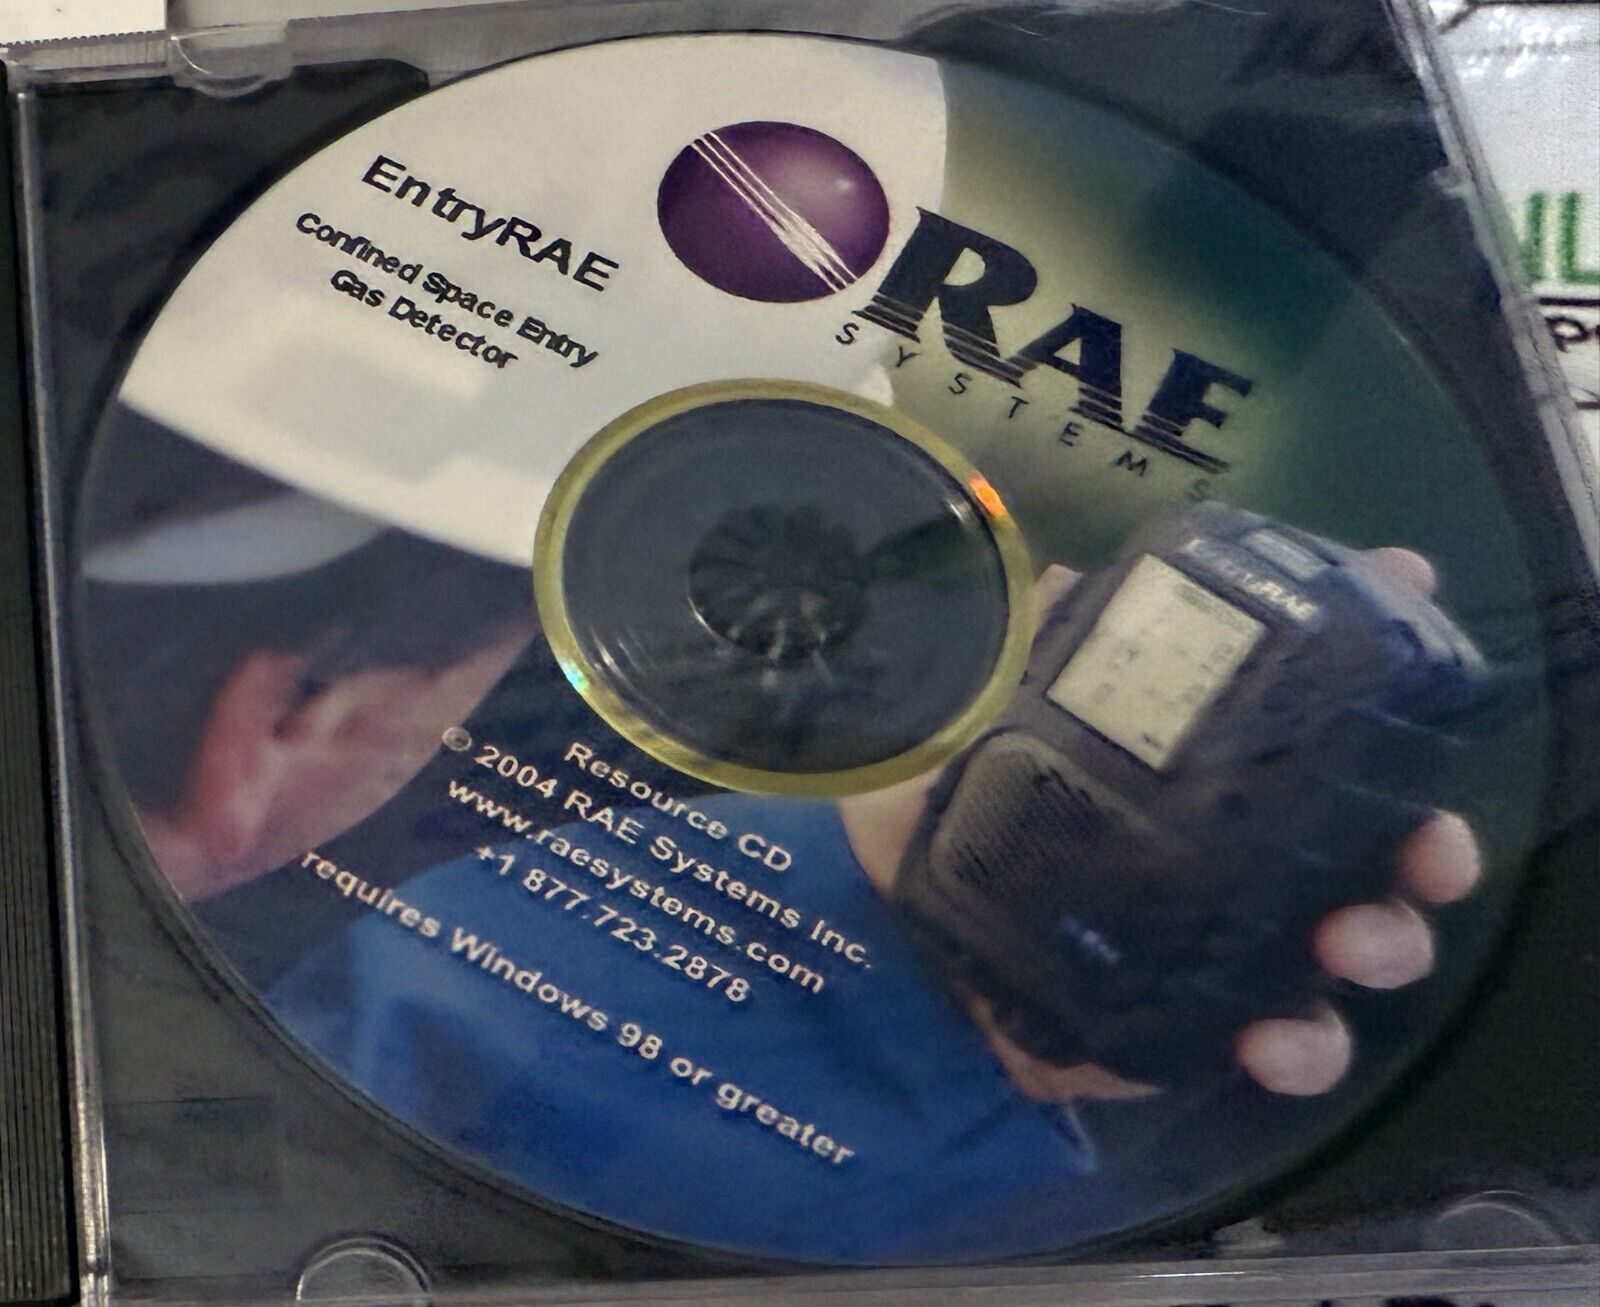 EntryRAE
Confined Space Entry
Gas Detector
RAE
SYSTEMS
Resource CD
© 2004 RAE Systems Inc.
www.raesystems.com
+1 877.723.2878
requires Windows 98 or greater